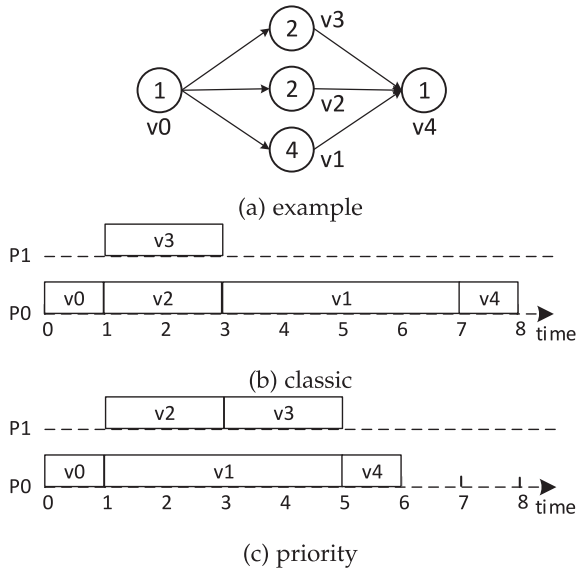 2 v3
1 2 1
v0 v2 v4
4 v1
(a) example
v3
P1
v0 v2 v1 v4
P0
0 1 2 3 4 5 6 7 8 time
(b) classic
v2 v3
P1
v0 v1 v4
P0
0 1 2 3 4 5 6 7 8 time
(c) priority